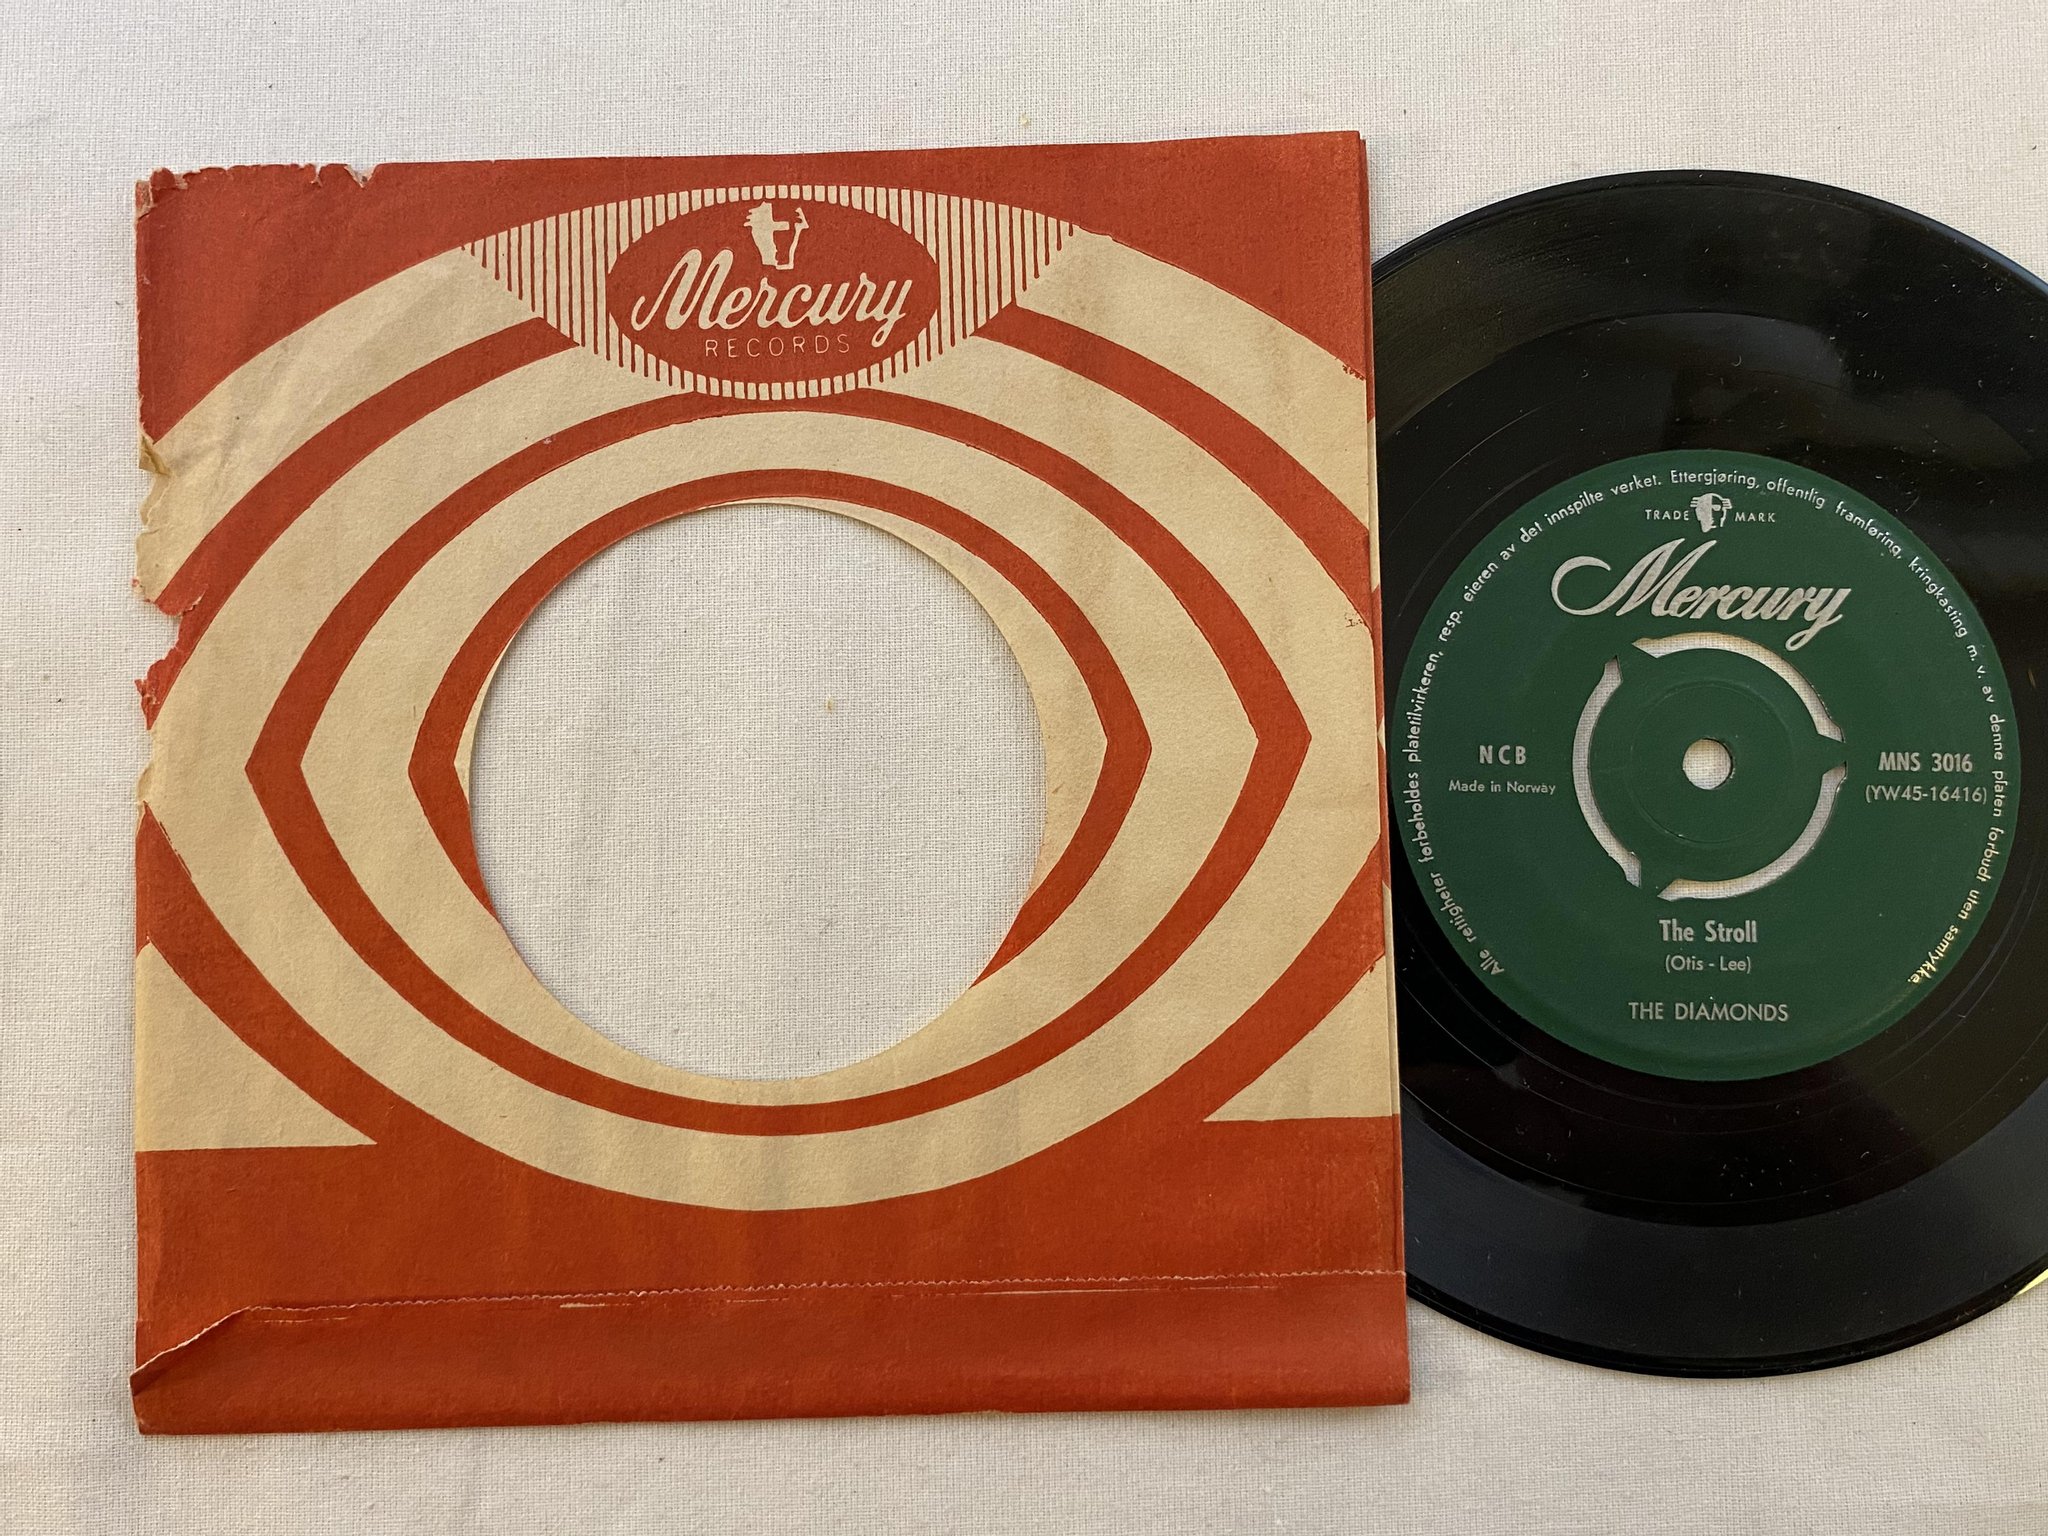 Mercury
RECORDS
Alle rettigheter forbeholdes platetilvirkeren, resp. eieren av det innspilte verket. Ettergjøring, offentlig framføring, kringkasting m. v. av denne platen forbudt uten samtykke.
TRADE MARK
Mercury
NCB
Made in Norway
MNS 3016
(YW45-16416)
The Stroll
(Otis - Lee)
THE DIAMONDS